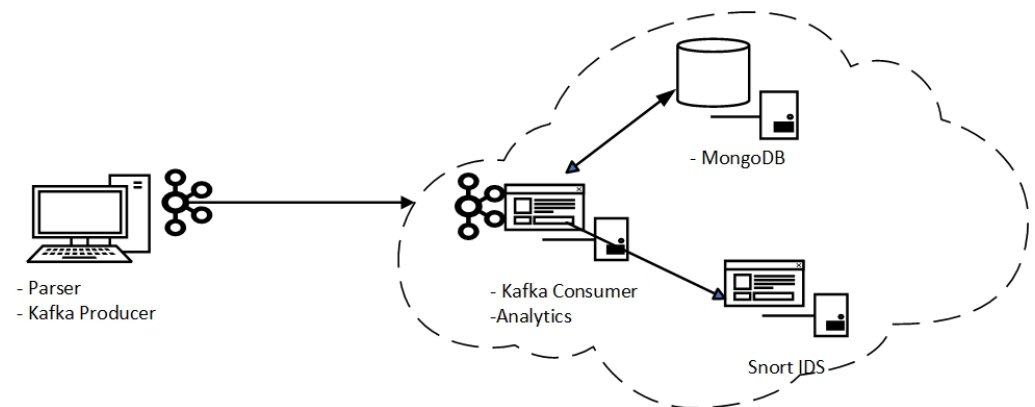 - MongoDB
- Parser
- Kafka Producer
- Kafka Consumer
-Analytics
Snort IDS